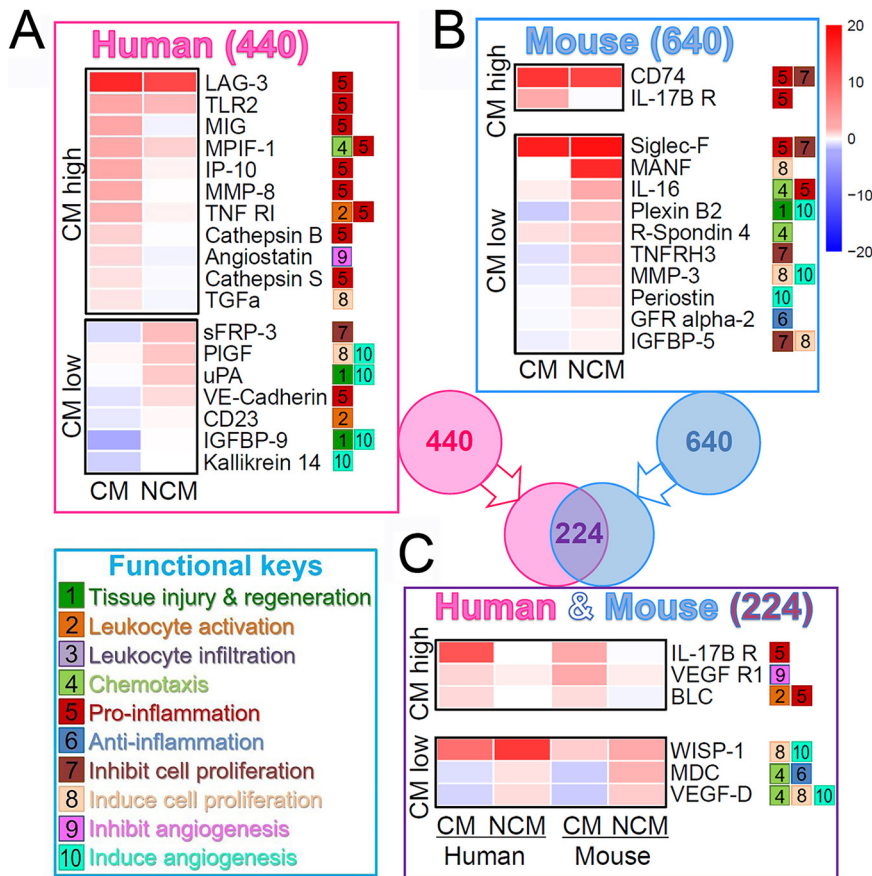 A
Human (440)
CM high
LAG-3 5
TLR2 5
MIG 5
MPIF-1 4 5
IP-10 5
MMP-8 5
TNF RI 2 5
Cathepsin B 5
Angiostatin 9
Cathepsin S 5
TGFa 8
CM low
sFRP-3 7
PlGF 8 10
uPA 1 10
VE-Cadherin 5
CD23 2
IGFBP-9 1 10
Kallikrein 14 10
CM NCM
B
Mouse (640)
CM high
CD74 5 7
IL-17B R 5
CM low
Siglec-F 5 7
MANF 8
IL-16 4 5
Plexin B2 1 10
R-Spondin 4 4
TNFRH3 7
MMP-3 8 10
Periostin 10
GFR alpha-2 6
IGFBP-5 7 8
CM NCM
20
10
0
−10
−20
440
640
224
Functional keys
1 Tissue injury & regeneration
2 Leukocyte activation
3 Leukocyte infiltration
4 Chemotaxis
5 Pro-inflammation
6 Anti-inflammation
7 Inhibit cell proliferation
8 Induce cell proliferation
9 Inhibit angiogenesis
10 Induce angiogenesis
C
Human & Mouse (224)
CM high
IL-17B R 5
VEGF R1 9
BLC 2 5
CM low
WISP-1 8 10
MDC 4 6
VEGF-D 4 8 10
CM NCM CM NCM
Human Mouse